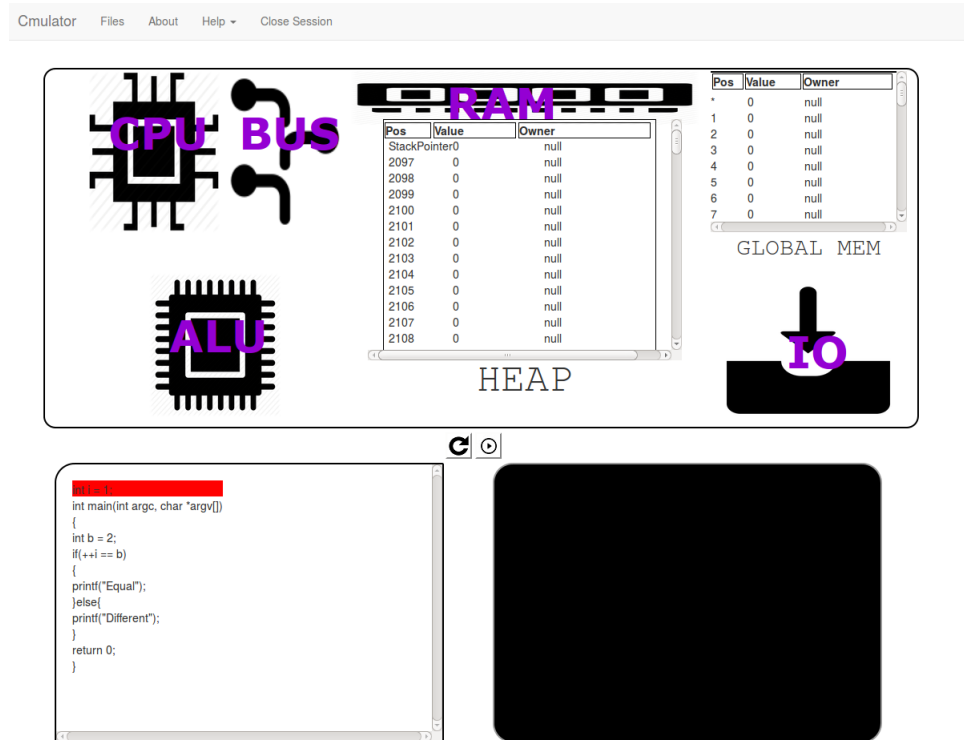 Cmulator Files About Help Close Session
CPU BUS RAM
Pos Value Owner
* 0 null
1 0 null
2 0 null
3 0 null
4 0 null
5 0 null
6 0 null
7 0 null
GLOBAL MEM
Pos Value Owner
StackPointer0 null
2097 0 null
2098 0 null
2099 0 null
2100 0 null
2101 0 null
2102 0 null
2103 0 null
2104 0 null
2105 0 null
2106 0 null
2107 0 null
2108 0 null
HEAP
ALU
IO
int i = 1;
int main(int argc, char *argv[])
{
int b = 2;
if(++i == b)
{
printf("Equal");
}else{
printf("Different");
}
return 0;
}